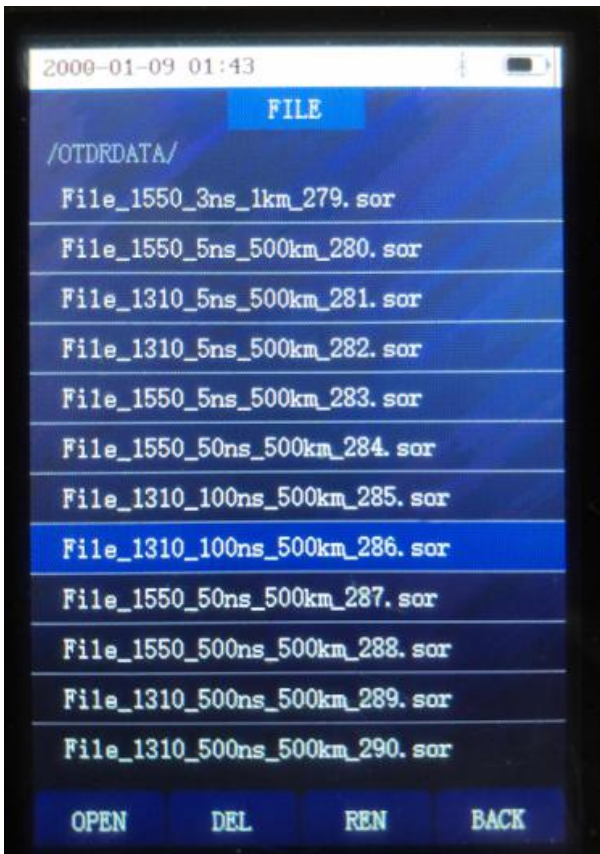 2000-01-09 01:43
FILE
/OTDRDATA/
File_1550_3ns_1km_279.sor
File_1550_5ns_500km_280.sor
File_1310_5ns_500km_281.sor
File_1310_5ns_500km_282.sor
File_1550_5ns_500km_283.sor
File_1550_50ns_500km_284.sor
File_1310_100ns_500km_285.sor
File_1310_100ns_500km_286.sor
File_1550_50ns_500km_287.sor
File_1550_500ns_500km_288.sor
File_1310_500ns_500km_289.sor
File_1310_500ns_500km_290.sor
OPEN DEL REN BACK